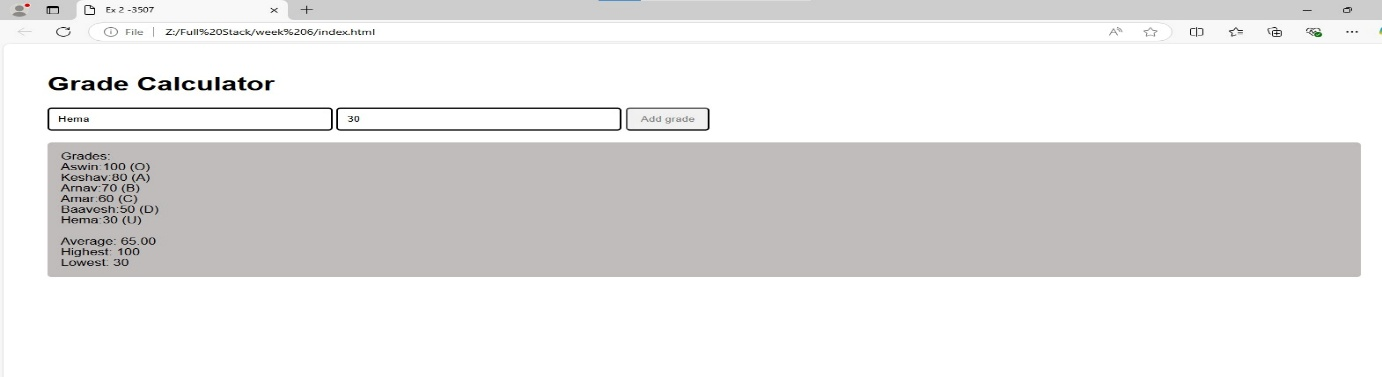 Ex 2 -3507
File
Z:/Full%20Stack/week%206/index.html
Grade Calculator
Hema
30
Add grade
Grades:
Aswin:100 (O)
Keshav:80 (A)
Arnav:70 (B)
Amar:60 (C)
Baavesh:50 (D)
Hema:30 (U)
Average: 65.00
Highest: 100
Lowest: 30